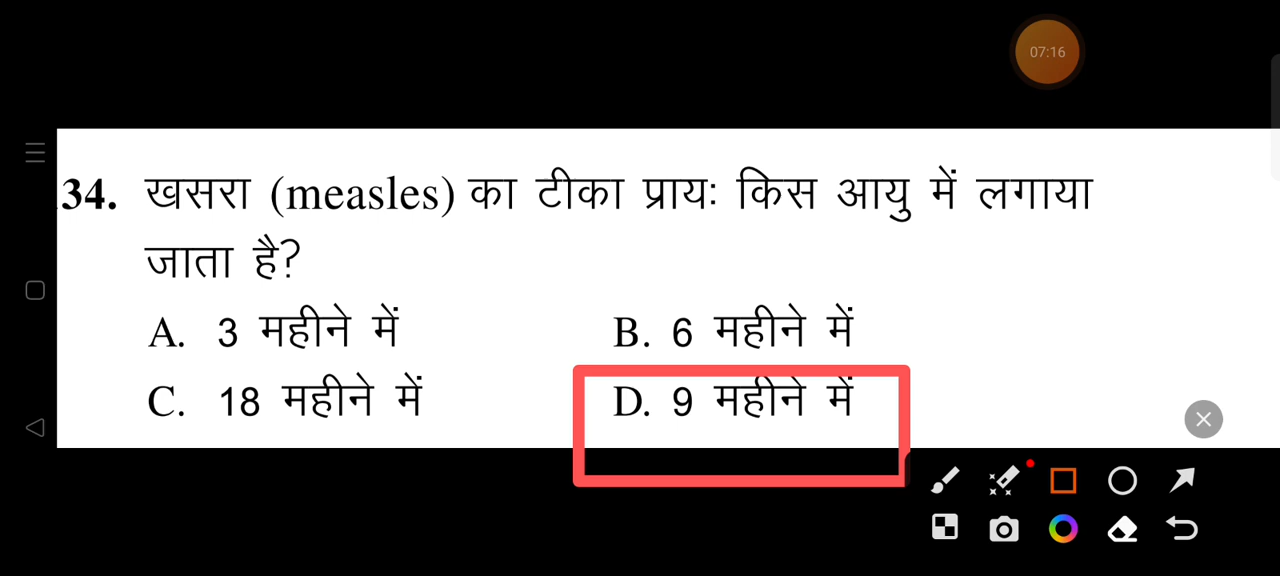 07:16
34. खसरा (measles) का टीका प्रायः किस आयु में लगाया
जाता है?
A. 3 महीने में B. 6 महीने में
C. 18 महीने में D. 9 महीने में